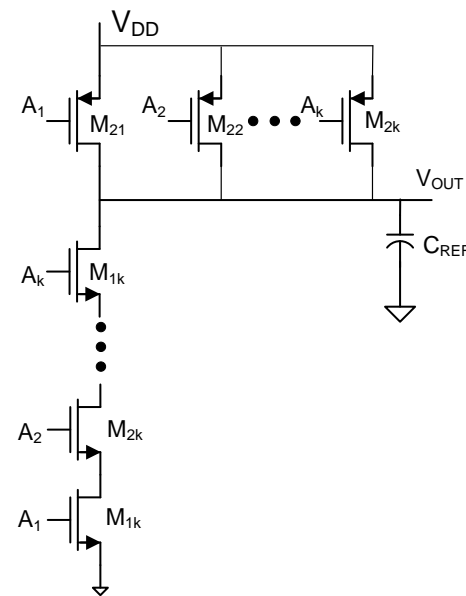 V_DD
A_1
M_21
A_2
M_22
A_k
M_2k
V_OUT
C_REF
A_k
M_1k
A_2
M_2k
A_1
M_1k